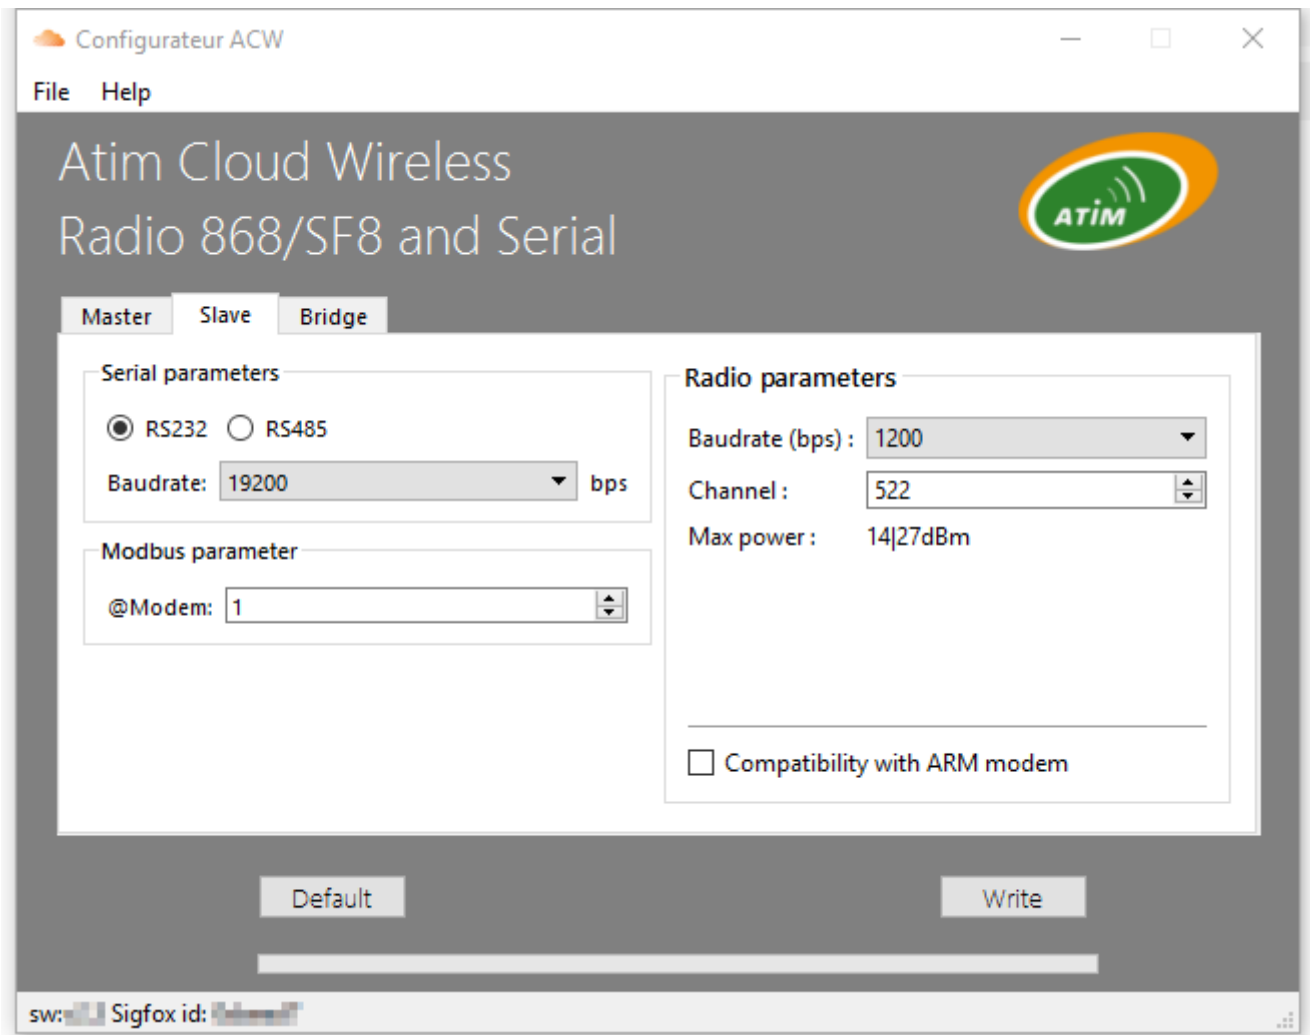 Configurateur ACW
File Help
Atim Cloud Wireless
Radio 868/SF8 and Serial
ATIM
Master Slave Bridge
Serial parameters
RS232 RS485
Baudrate: 19200 bps
Modbus parameter
@Modem: 1
Radio parameters
Baudrate (bps) : 1200
Channel : 522
Max power : 14|27dBm
Compatibility with ARM modem
Default Write
sw: Sigfox id: